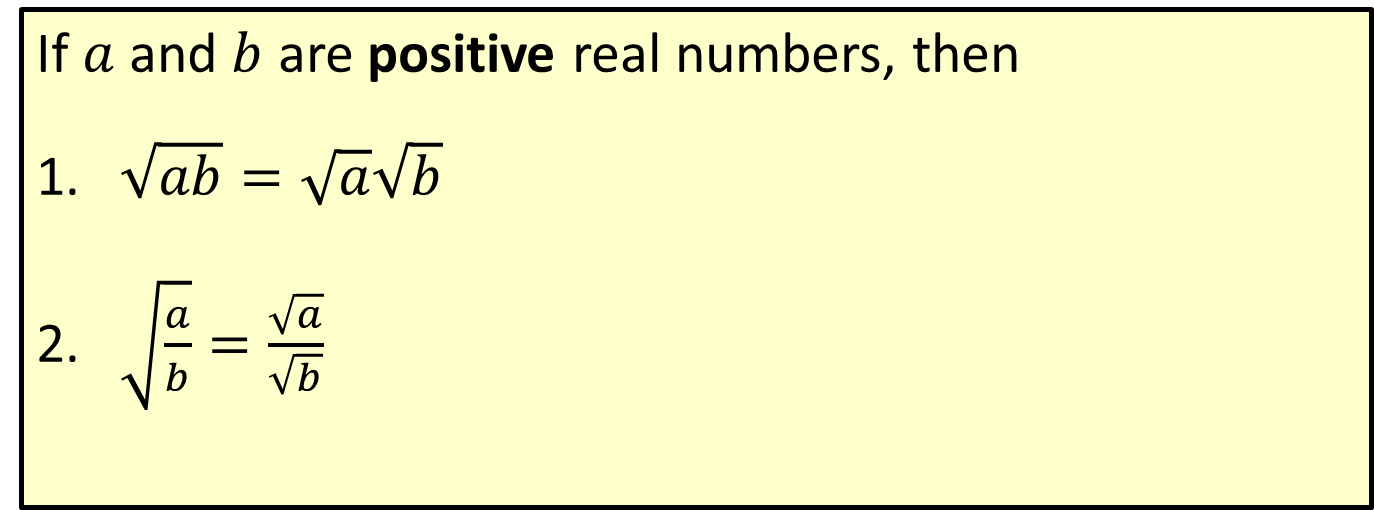 If a and b are positive real numbers, then
1. √ab = √a√b
2. √(a/b) = √a/√b